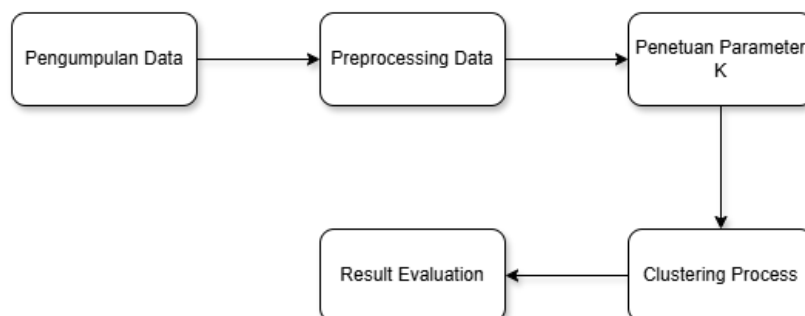 Pengumpulan Data
Preprocessing Data
Penetuan Parameter
K
Result Evaluation
Clustering Process